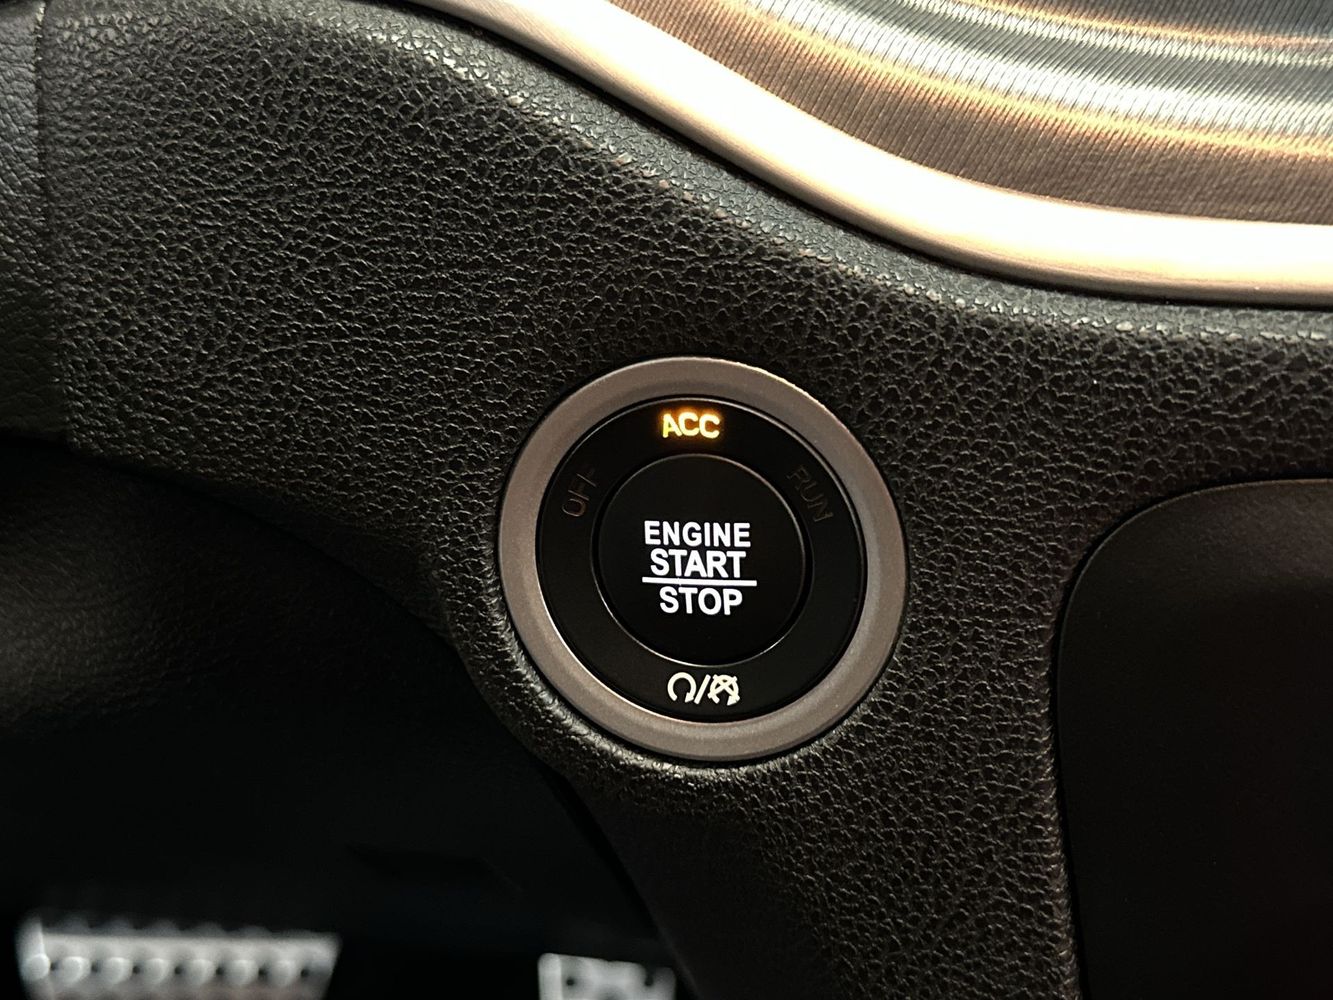 ACC
OFF
RUN
ENGINE
START
STOP